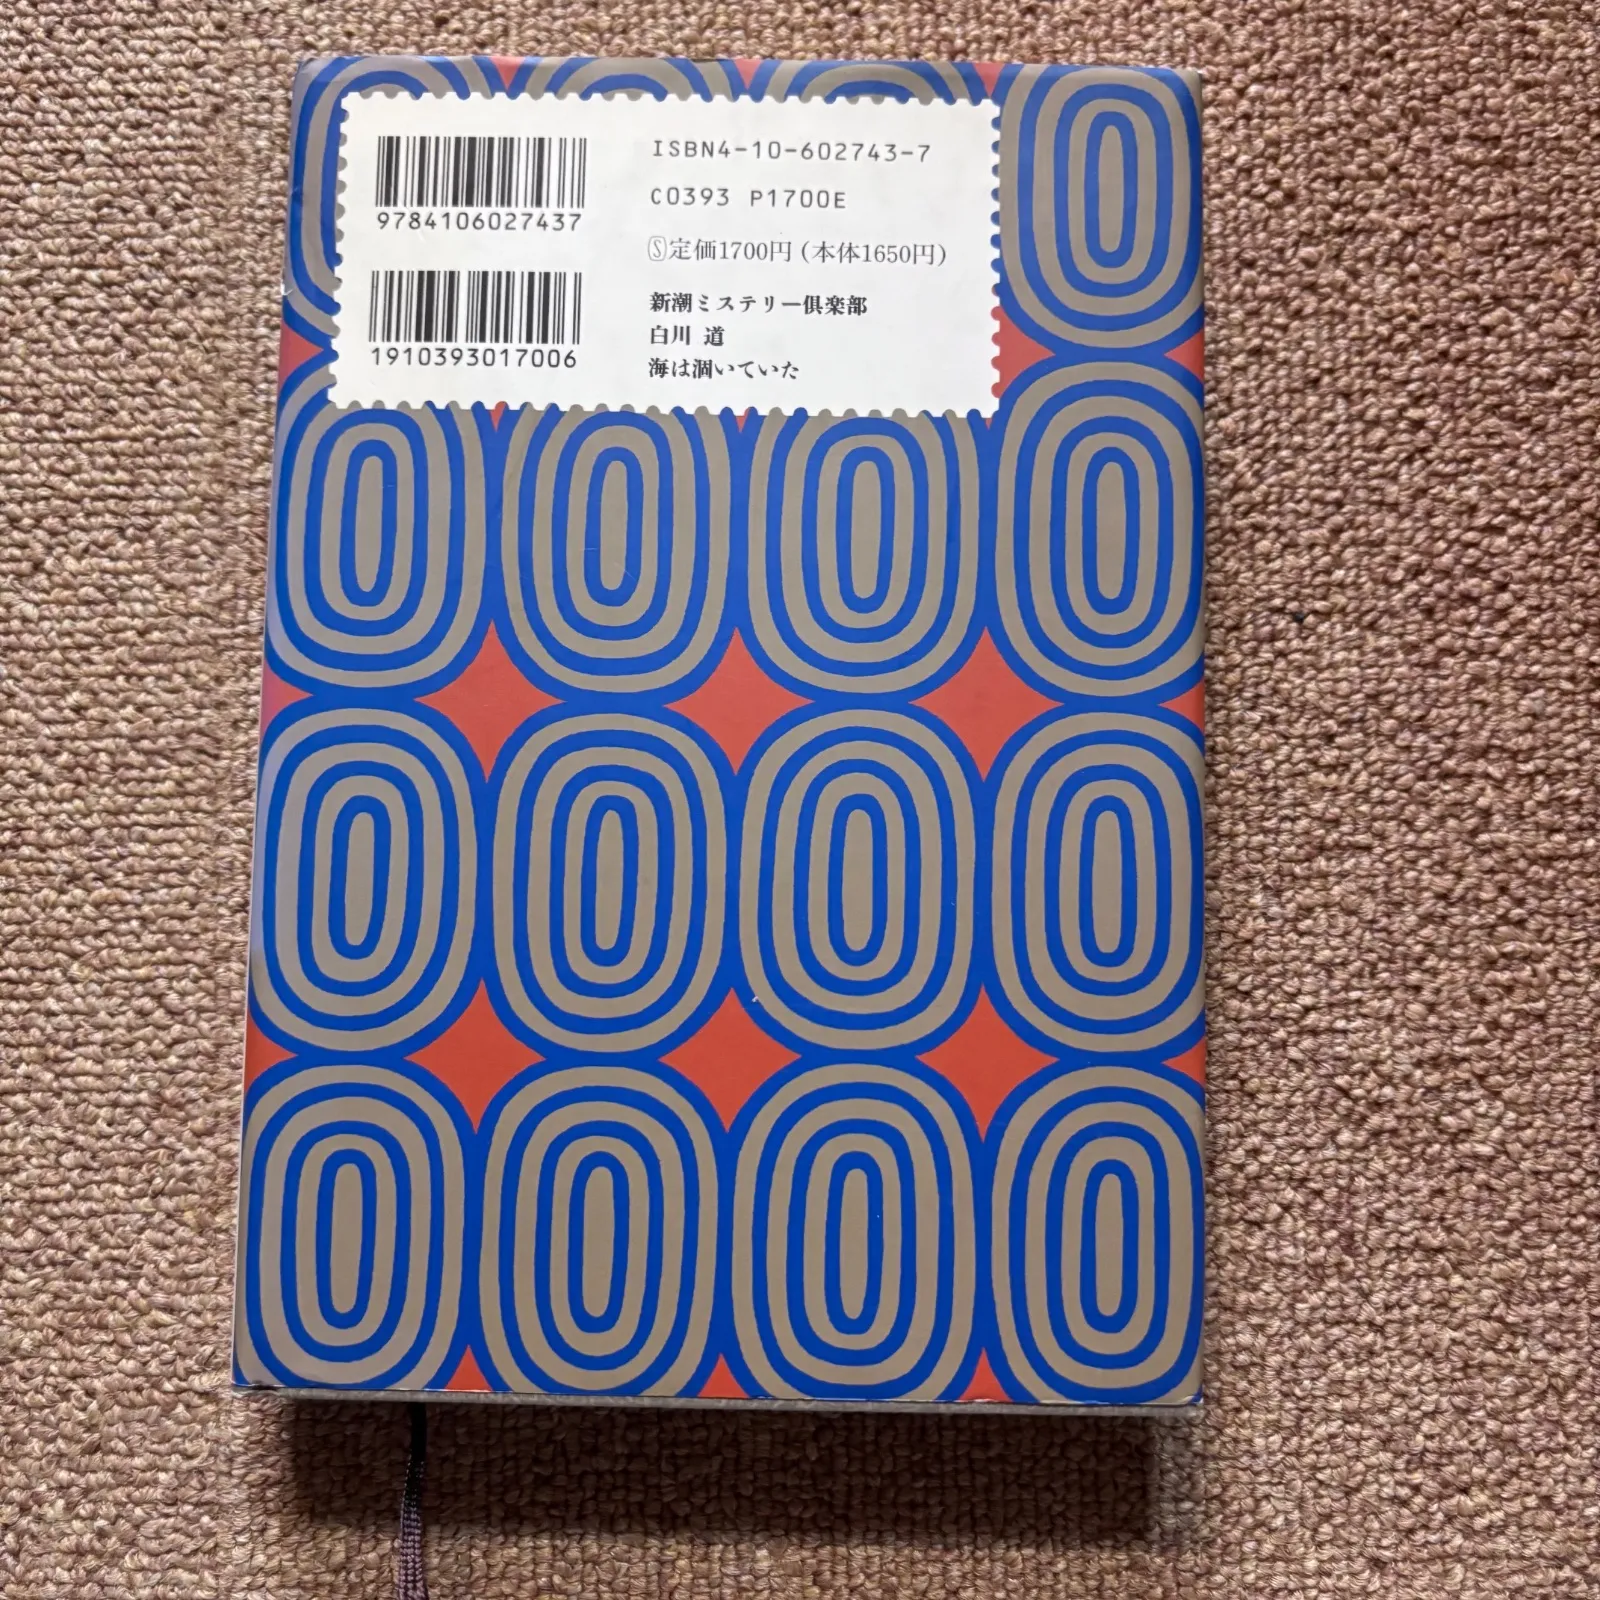 9784106027437
1910393017006
ISBN4-10-602743-7
C0393 P1700E
Ⓢ定価1700円(本体1650円)
新潮ミステリー倶楽部
白川 道
海は涸いていた